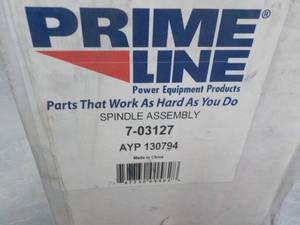 PRIME
LINE®
Power Equipment Products
Parts That Work As Hard As You Do
SPINDLE ASSEMBLY
7-03127
AYP 130794
Made in China